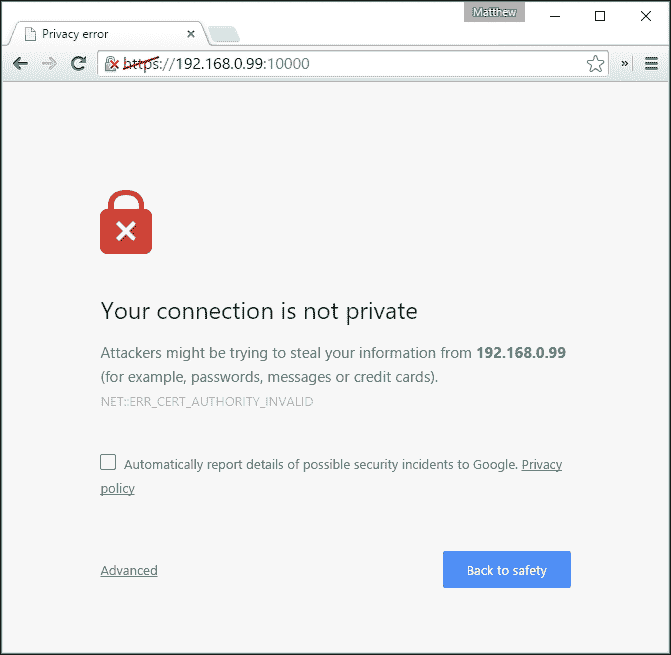 Matthew
Privacy error
https://192.168.0.99:10000
Your connection is not private
Attackers might be trying to steal your information from 192.168.0.99
(for example, passwords, messages or credit cards).
NET::ERR_CERT_AUTHORITY_INVALID
Automatically report details of possible security incidents to Google. Privacy
policy
Advanced
Back to safety